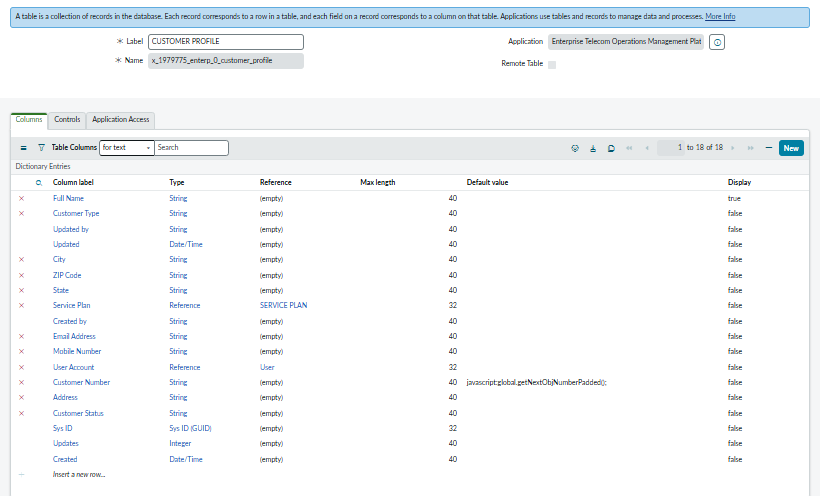 A table is a collection of records in the database. Each record corresponds to a row in a table, and each field on a record corresponds to a column on that table. Applications use tables and records to manage data and processes. More Info
* Label CUSTOMER PROFILE Application Enterprise Telecom Operations Management Plat
* Name x_1979775_enterp_0_customer_profile Remote Table
Columns Controls Application Access
Table Columns for text Search 1 to 18 of 18 New
Dictionary Entries
Column label Type Reference Max length Default value Display
Full Name String (empty) 40 true
Customer Type String (empty) 40 false
Updated by String (empty) 40 false
Updated Date/Time (empty) 40 false
City String (empty) 40 false
ZIP Code String (empty) 40 false
State String (empty) 40 false
Service Plan Reference SERVICE PLAN 32 false
Created by String (empty) 40 false
Email Address String (empty) 40 false
Mobile Number String (empty) 40 false
User Account Reference User 32 false
Customer Number String (empty) 40 javascript:global.getNextObjNumberPadded(); false
Address String (empty) 40 false
Customer Status String (empty) 40 false
Sys ID Sys ID (GUID) (empty) 32 false
Updates Integer (empty) 40 false
Created Date/Time (empty) 40 false
Insert a new row...